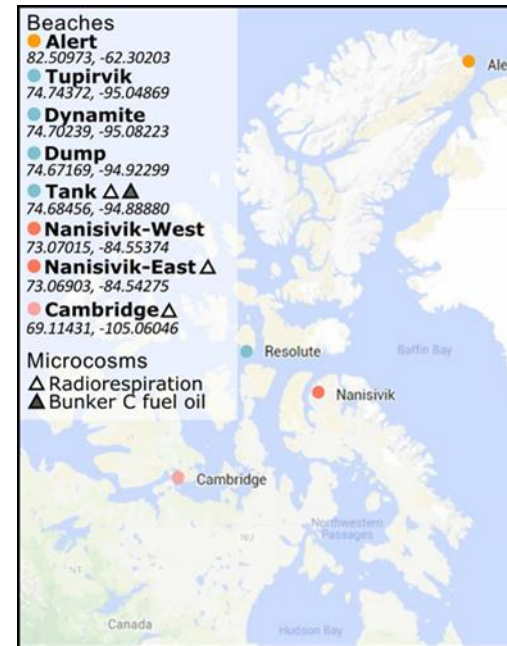 Beaches
Alert
82.50973, -62.30203
Tupirvik
74.74372, -95.04869
Dynamite
74.70239, -95.08223
Dump
74.67169, -94.92299
Tank △▲
74.68456, -94.88880
Nanisivik-West
73.07015, -84.55374
Nanisivik-East △
73.06903, -84.54275
Cambridge △
69.11431, -105.06046
Microcosms
△ Radiorespiration
▲ Bunker C fuel oil
Ale
Resolute
Baffin Bay
Nanisivik
Cambridge
Northwestern
Passages
NU
NT
Canada
Hudson Bay